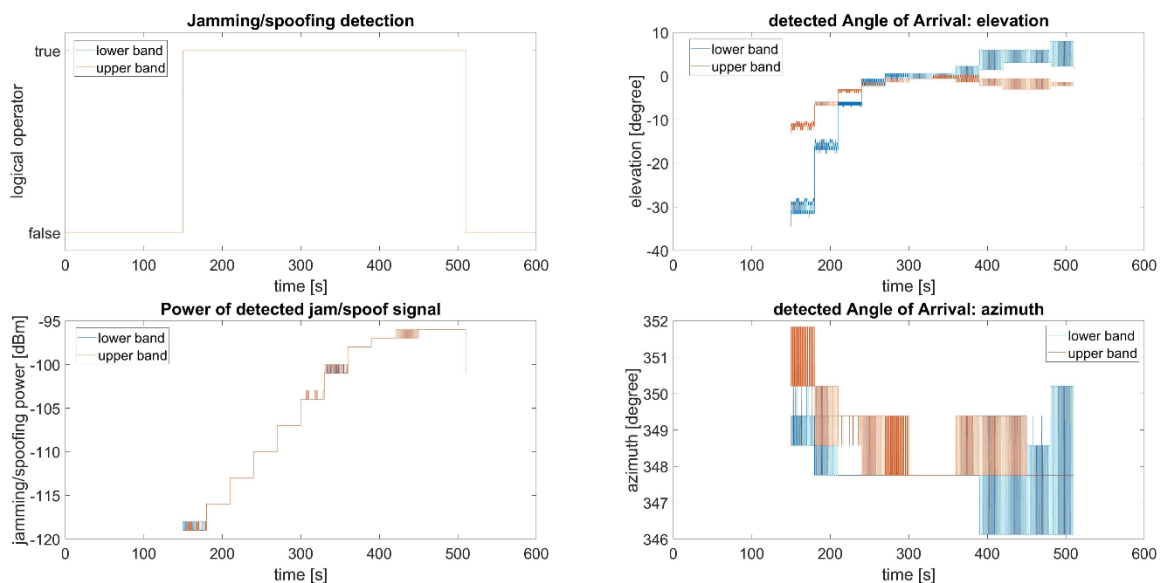 Jamming/spoofing detection
true
lower band
upper band
logical operator
false
0 100 200 300 400 500 600
time [s]
detected Angle of Arrival: elevation
10
lower band
upper band
0
-10
elevation [degree]
-20
-30
-40
0 100 200 300 400 500 600
time [s]
Power of detected jam/spoof signal
-95
lower band
upper band
-100
-105
jamming/spoofing power [dBm]
-110
-115
-120
0 100 200 300 400 500 600
time [s]
detected Angle of Arrival: azimuth
352
lower band
upper band
351
350
349
azimuth [degree]
348
347
346
0 100 200 300 400 500 600
time [s]